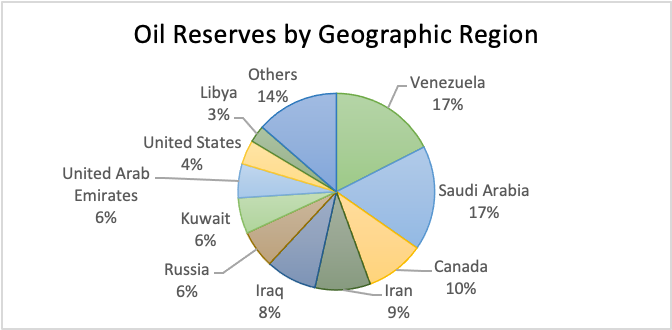 Oil Reserves by Geographic Region
Venezuela
17%
Saudi Arabia
17%
Canada
10%
Iran
9%
Iraq
8%
Russia
6%
Kuwait
6%
United Arab
Emirates
6%
United States
4%
Libya
3%
Others
14%